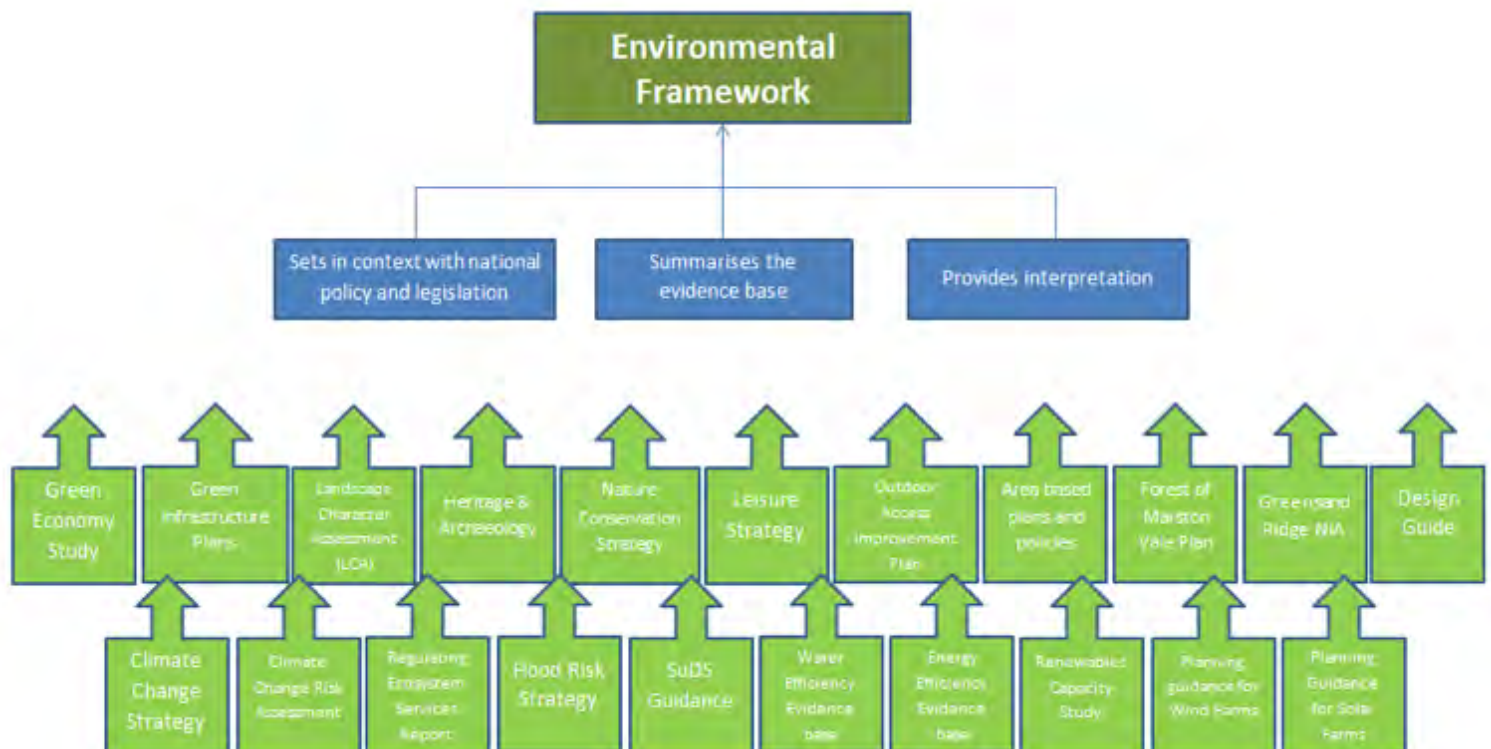 Environmental
Framework
Sets in context with national
policy and legislation
Summarises the
evidence base
Provides interpretation
Green
Economy
Study
Green
Infrastructure
Plans
Landscape
Character
Assessment
(LCA)
Heritage &
Archaeology
Nature
Conservation
Strategy
Leisure
Strategy
Outdoor
Access
Improvement
Plan
Area based
plans and
policies
Forest of
Marston
Vale Plan
Greensand
Ridge NIA
Design
Guide
Climate
Change
Strategy
Climate
Change Risk
Assessment
Regulating
Ecosystem
Services
Report
Flood Risk
Strategy
SuDS
Guidance
Water
Efficiency
Evidence
base
Energy
Efficiency
Evidence
base
Renewables
Capacity
Study
Planning
guidance for
Wind Farms
Planning
Guidance
for Solar
Farms